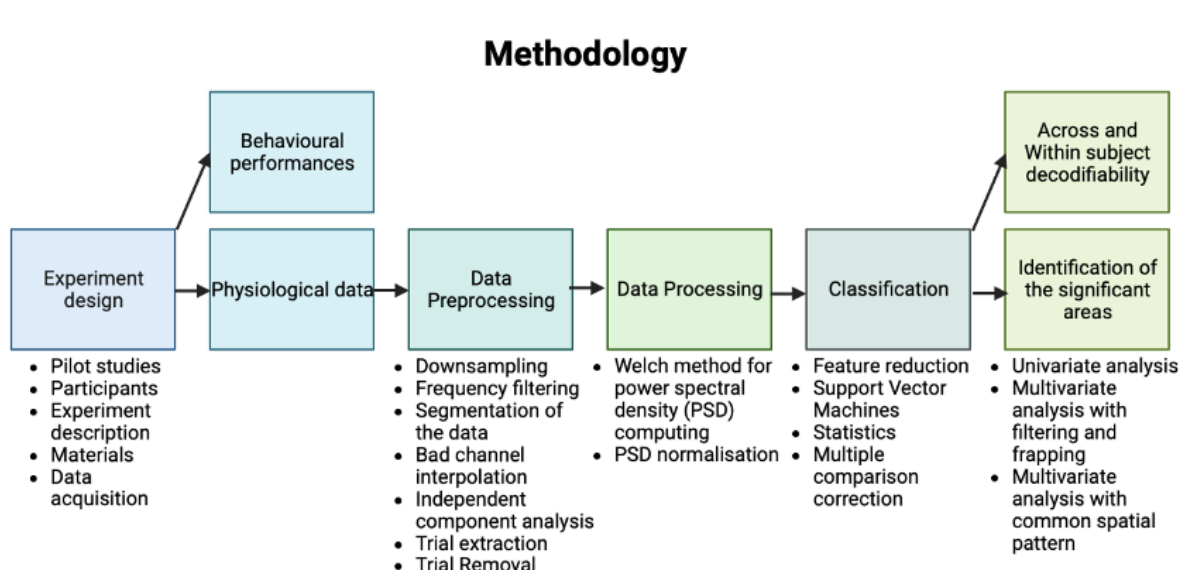 Methodology
Behavioural
performances
Across and
Within subject
decodifiability
Experiment
design
Physiological data
Data
Preprocessing
Data Processing
Classification
Identification of
the significant
areas
• Pilot studies
• Participants
• Experiment
description
• Materials
• Data
acquisition
• Downsampling
• Frequency filtering
• Segmentation of
the data
• Bad channel
interpolation
• Independent
component analysis
• Trial extraction
• Trial Removal
• Welch method for
power spectral
density (PSD)
computing
• PSD normalisation
• Feature reduction
• Support Vector
Machines
• Statistics
• Multiple
comparison
correction
• Univariate analysis
• Multivariate
analysis with
filtering and
frapping
• Multivariate
analysis with
common spatial
pattern